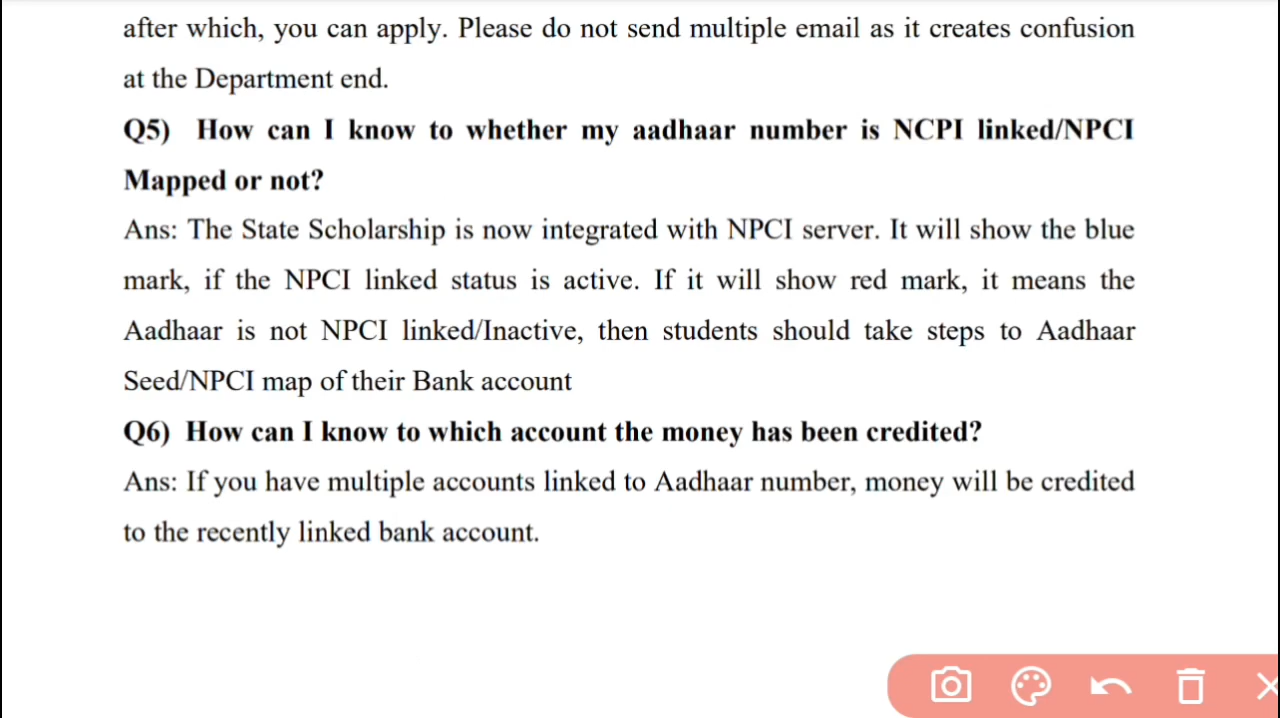 after which, you can apply. Please do not send multiple email as it creates confusion
at the Department end.
Q5) How can I know to whether my aadhaar number is NCPI linked/NPCI
Mapped or not?
Ans: The State Scholarship is now integrated with NPCI server. It will show the blue
mark, if the NPCI linked status is active. If it will show red mark, it means the
Aadhaar is not NPCI linked/Inactive, then students should take steps to Aadhaar
Seed/NPCI map of their Bank account
Q6) How can I know to which account the money has been credited?
Ans: If you have multiple accounts linked to Aadhaar number, money will be credited
to the recently linked bank account.